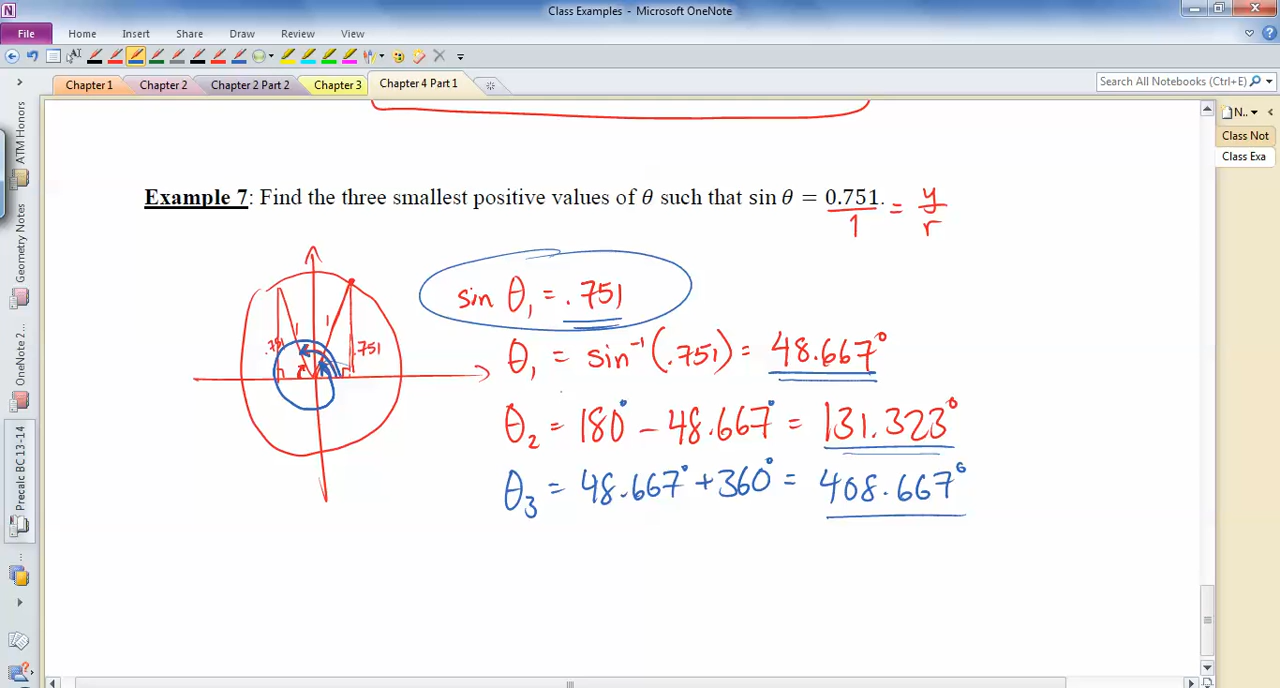 Class Examples - Microsoft OneNote
File Home Insert Share Draw Review View
Chapter 1 Chapter 2 Chapter 2 Part 2 Chapter 3 Chapter 4 Part 1
Search All Notebooks (Ctrl+E)
N..
Class Not
Class Exa
ATM Honors
Geometry Notes
OneNote 2...
Precalc BC 13-14
Example 7: Find the three smallest positive values of θ such that sin θ = 0.751.
/1 = y/r
sin θ₁ = .751
θ₁ = sin⁻¹(.751) = 48.667°
θ₂ = 180° − 48.667° = 131.323°
θ₃ = 48.667° + 360° = 408.667°
1 1
.751 .751